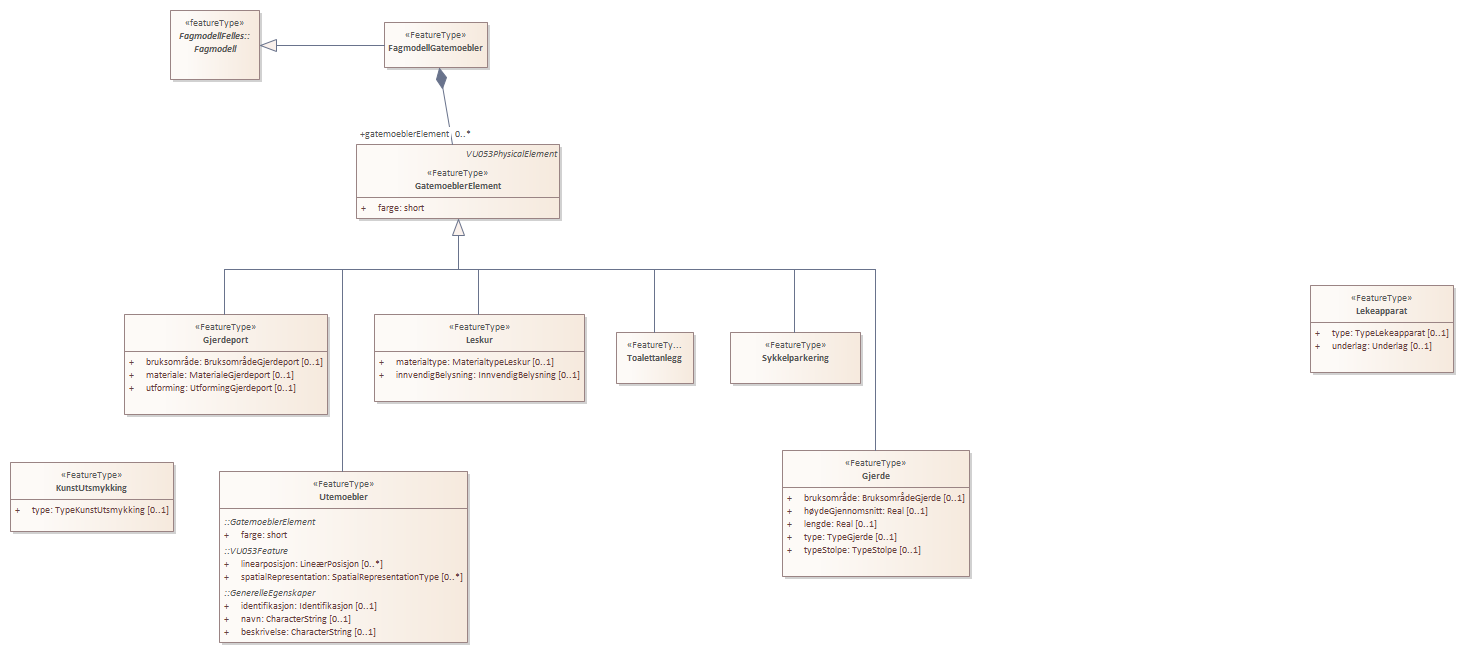 «featureType»
FagmodellFelles::
Fagmodell
«FeatureType»
FagmodellGatemoebler
+gatemoeblerElement 0..*
VU053PhysicalElement
«FeatureType»
GatemoeblerElement
+ farge: short
«FeatureType»
Gjerdeport
+ bruksområde: BruksområdeGjerdeport [0..1]
+ materiale: MaterialeGjerdeport [0..1]
+ utforming: UtformingGjerdeport [0..1]
«FeatureType»
Leskur
+ materialtype: MaterialtypeLeskur [0..1]
+ innvendigBelysning: InnvendigBelysning [0..1]
«FeatureTy...
Toalettanlegg
«FeatureType»
Sykkelparkering
«FeatureType»
Lekeapparat
+ type: TypeLekeapparat [0..1]
+ underlag: Underlag [0..1]
«FeatureType»
KunstUtsmykking
+ type: TypeKunstUtsmykking [0..1]
«FeatureType»
Utemoebler
::GatemoeblerElement
+ farge: short
::VU053Feature
+ linearposisjon: LineærPosisjon [0..*]
+ spatialRepresentation: SpatialRepresentationType [0..*]
::GenerelleEgenskaper
+ identifikasjon: Identifikasjon [0..1]
+ navn: CharacterString [0..1]
+ beskrivelse: CharacterString [0..1]
«FeatureType»
Gjerde
+ bruksområde: BruksområdeGjerde [0..1]
+ høydeGjennomsnitt: Real [0..1]
+ lengde: Real [0..1]
+ type: TypeGjerde [0..1]
+ typeStolpe: TypeStolpe [0..1]